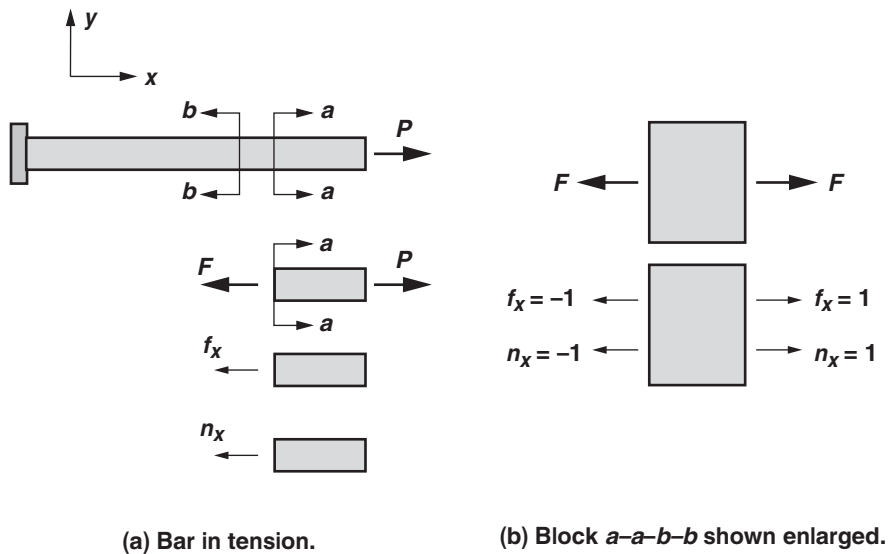 y
x
b a
P
b a
a
F P
a
f_x
n_x
(a) Bar in tension.
F F
f_x = –1 f_x = 1
n_x = –1 n_x = 1
(b) Block a–a–b–b shown enlarged.